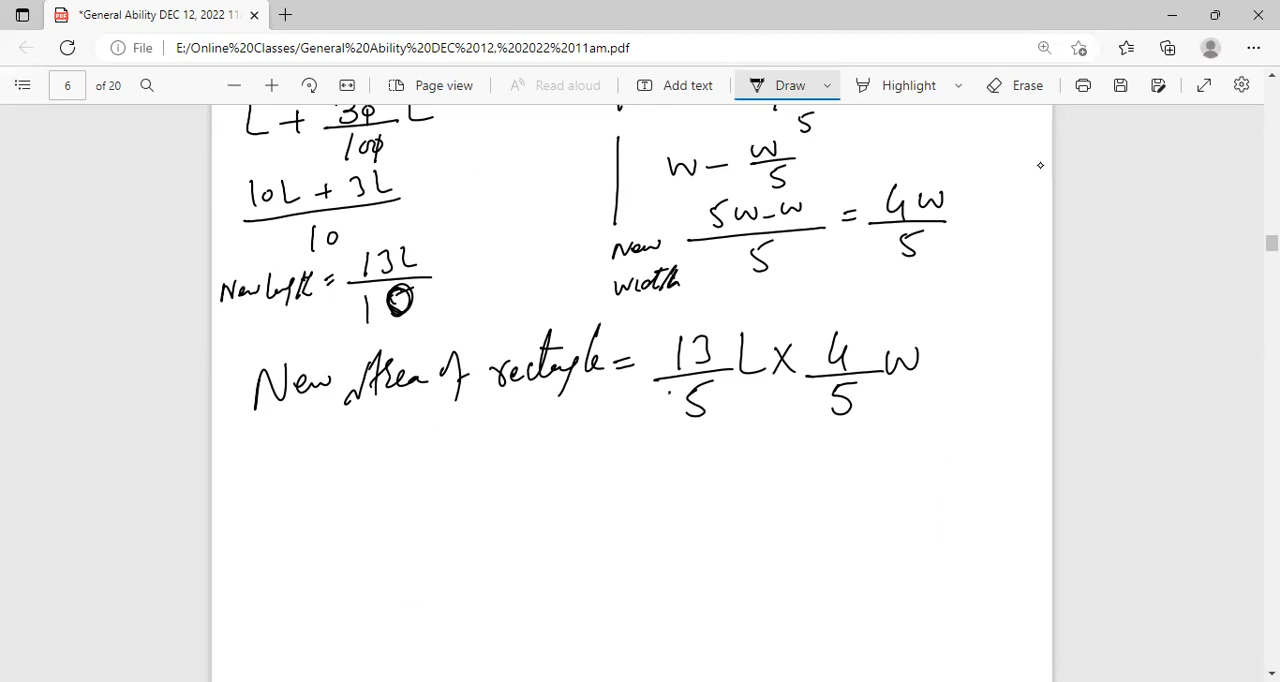 *General Ability DEC 12, 2022 11
File E:/Online%20Classes/General%20Ability%20DEC%2012.%202022%2011am.pdf
6 of 20 Page view Read aloud Add text Draw Highlight Erase
L + 30/100 L
5
W - W/5
(10L + 3L)/10
(5W - W)/5 = 4W/5
New
width
New length = 13L/10
New Area of rectangle = 13/5 L X 4/5 W